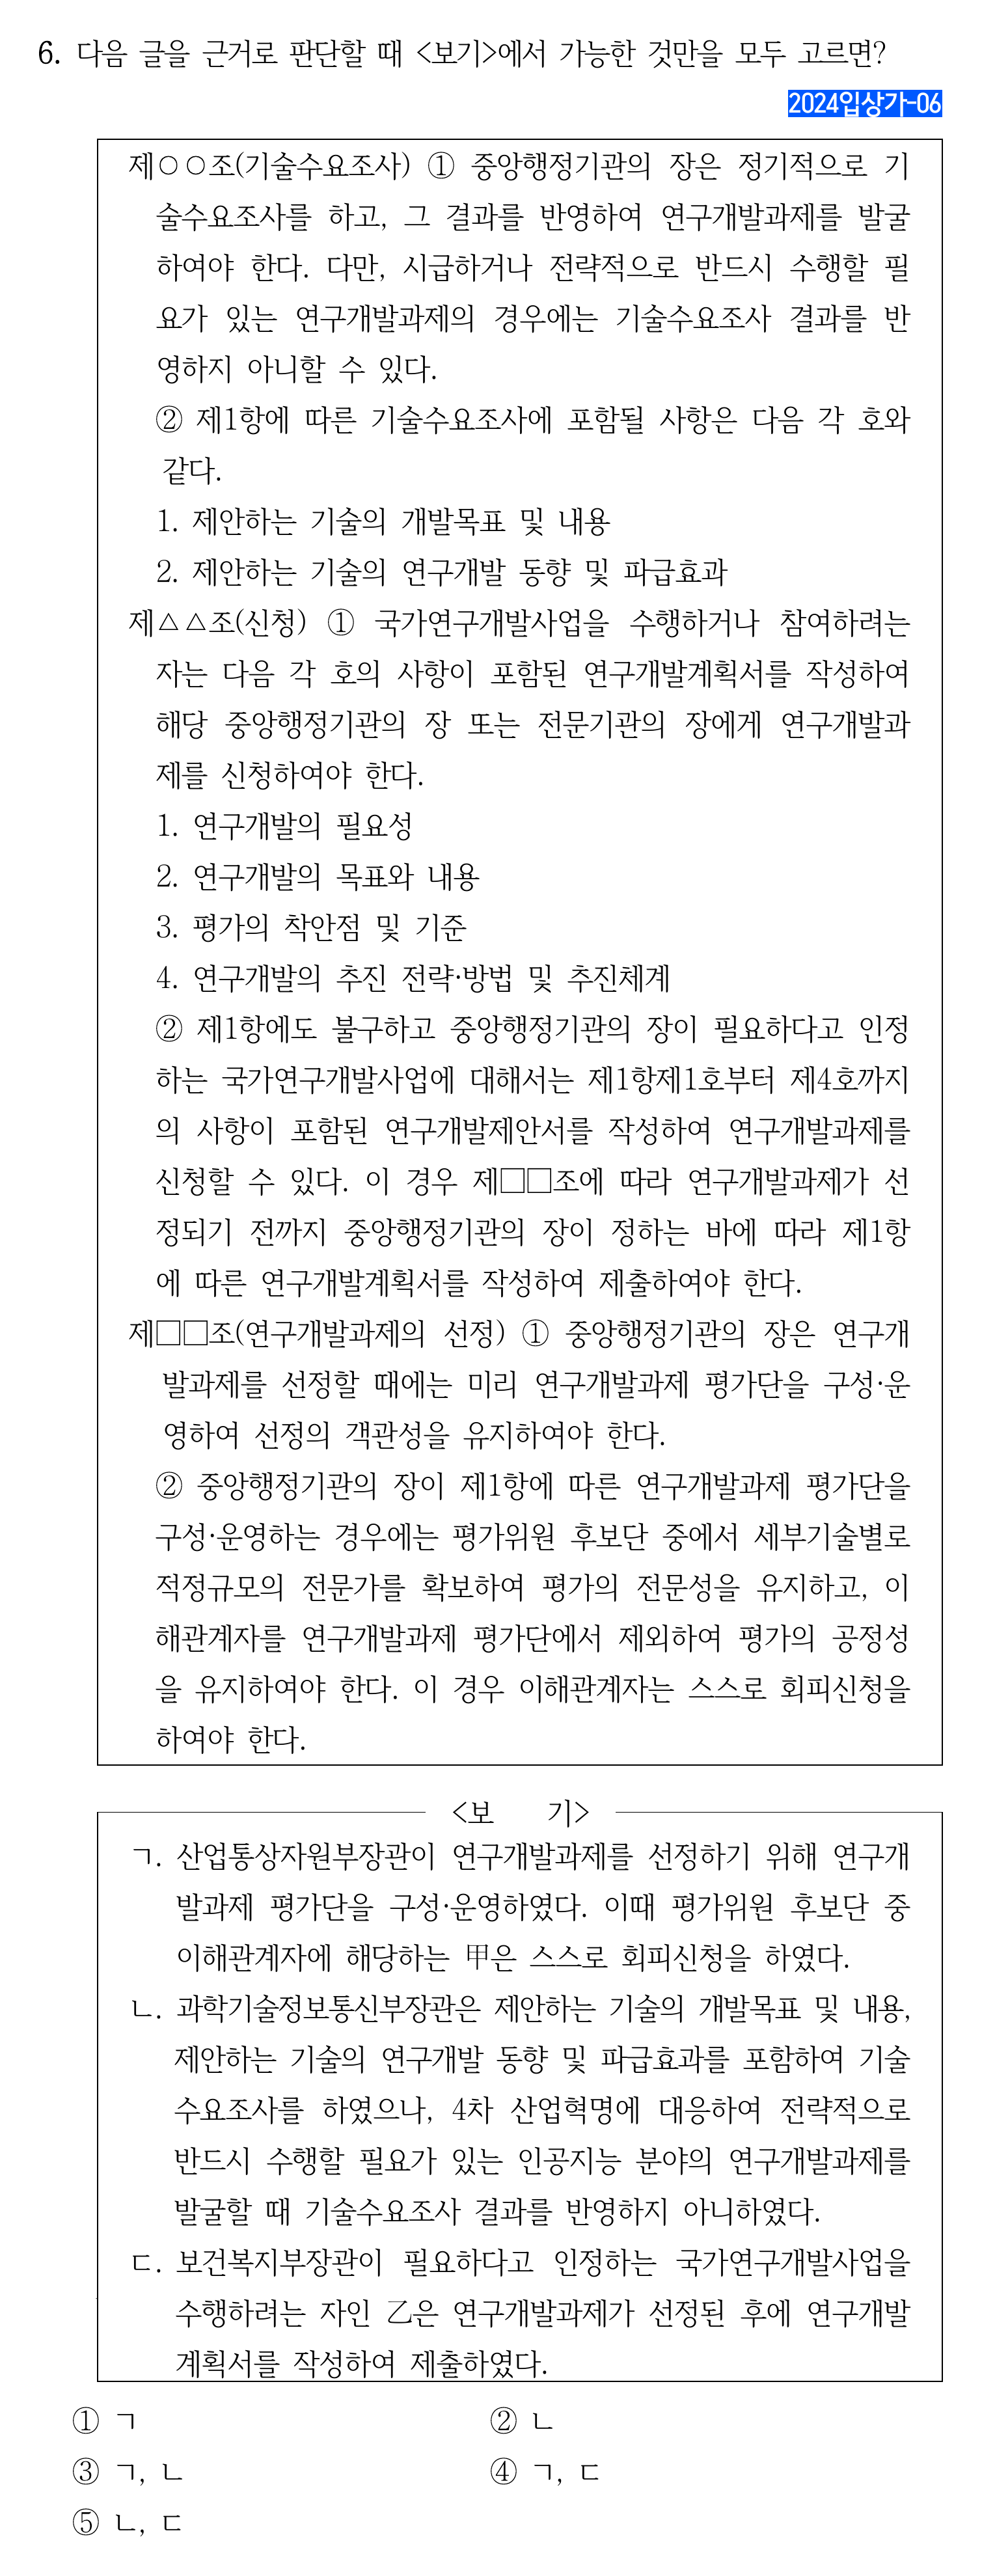 6. 다음 글을 근거로 판단할 때 <보기>에서 가능한 것만을 모두 고르면?
2024입상가-06
제○○조(기술수요조사) ① 중앙행정기관의 장은 정기적으로 기
술수요조사를 하고, 그 결과를 반영하여 연구개발과제를 발굴
하여야 한다. 다만, 시급하거나 전략적으로 반드시 수행할 필
요가 있는 연구개발과제의 경우에는 기술수요조사 결과를 반
영하지 아니할 수 있다.
② 제1항에 따른 기술수요조사에 포함될 사항은 다음 각 호와
같다.
1. 제안하는 기술의 개발목표 및 내용
2. 제안하는 기술의 연구개발 동향 및 파급효과
제△△조(신청) ① 국가연구개발사업을 수행하거나 참여하려는
자는 다음 각 호의 사항이 포함된 연구개발계획서를 작성하여
해당 중앙행정기관의 장 또는 전문기관의 장에게 연구개발과
제를 신청하여야 한다.
1. 연구개발의 필요성
2. 연구개발의 목표와 내용
3. 평가의 착안점 및 기준
4. 연구개발의 추진 전략·방법 및 추진체계
② 제1항에도 불구하고 중앙행정기관의 장이 필요하다고 인정
하는 국가연구개발사업에 대해서는 제1항제1호부터 제4호까지
의 사항이 포함된 연구개발제안서를 작성하여 연구개발과제를
신청할 수 있다. 이 경우 제□□조에 따라 연구개발과제가 선
정되기 전까지 중앙행정기관의 장이 정하는 바에 따라 제1항
에 따른 연구개발계획서를 작성하여 제출하여야 한다.
제□□조(연구개발과제의 선정) ① 중앙행정기관의 장은 연구개
발과제를 선정할 때에는 미리 연구개발과제 평가단을 구성·운
영하여 선정의 객관성을 유지하여야 한다.
② 중앙행정기관의 장이 제1항에 따른 연구개발과제 평가단을
구성·운영하는 경우에는 평가위원 후보단 중에서 세부기술별로
적정규모의 전문가를 확보하여 평가의 전문성을 유지하고, 이
해관계자를 연구개발과제 평가단에서 제외하여 평가의 공정성
을 유지하여야 한다. 이 경우 이해관계자는 스스로 회피신청을
하여야 한다.
<보 기>
ㄱ. 산업통상자원부장관이 연구개발과제를 선정하기 위해 연구개
발과제 평가단을 구성·운영하였다. 이때 평가위원 후보단 중
이해관계자에 해당하는 甲은 스스로 회피신청을 하였다.
ㄴ. 과학기술정보통신부장관은 제안하는 기술의 개발목표 및 내용,
제안하는 기술의 연구개발 동향 및 파급효과를 포함하여 기술
수요조사를 하였으나, 4차 산업혁명에 대응하여 전략적으로
반드시 수행할 필요가 있는 인공지능 분야의 연구개발과제를
발굴할 때 기술수요조사 결과를 반영하지 아니하였다.
ㄷ. 보건복지부장관이 필요하다고 인정하는 국가연구개발사업을
수행하려는 자인 乙은 연구개발과제가 선정된 후에 연구개발
계획서를 작성하여 제출하였다.
① ㄱ ② ㄴ
③ ㄱ, ㄴ ④ ㄱ, ㄷ
⑤ ㄴ, ㄷ